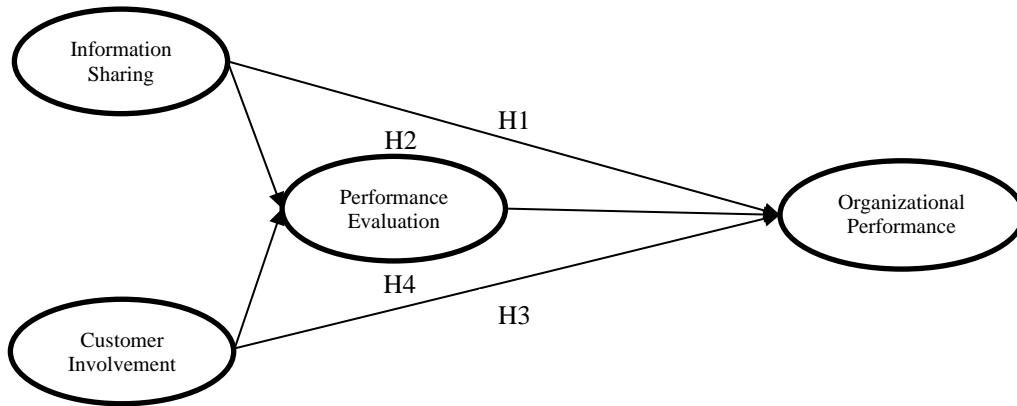 Information
Sharing
H1
H2
Performance
Evaluation
Organizational
Performance
H4
H3
Customer
Involvement